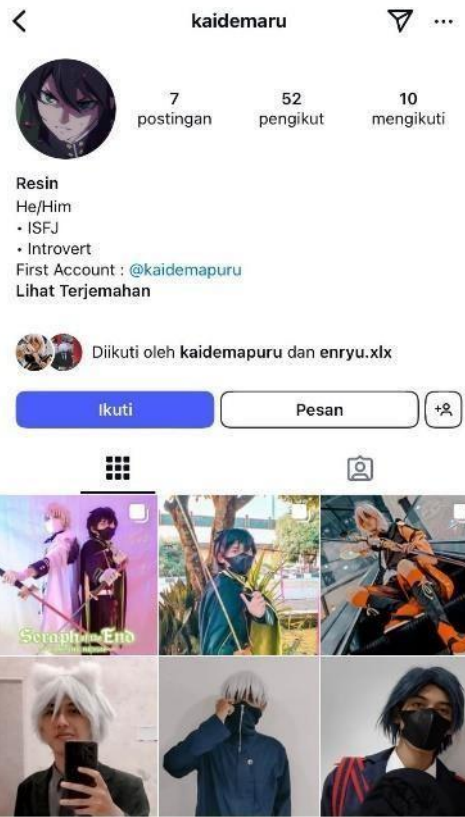 kaidemaru
7 52 10
postingan pengikut mengikuti
Resin
He/Him
• ISFJ
• Introvert
First Account : @kaidemapuru
Lihat Terjemahan
Diikuti oleh kaidemapuru dan enryu.xlx
Ikuti Pesan
Seraph of the End